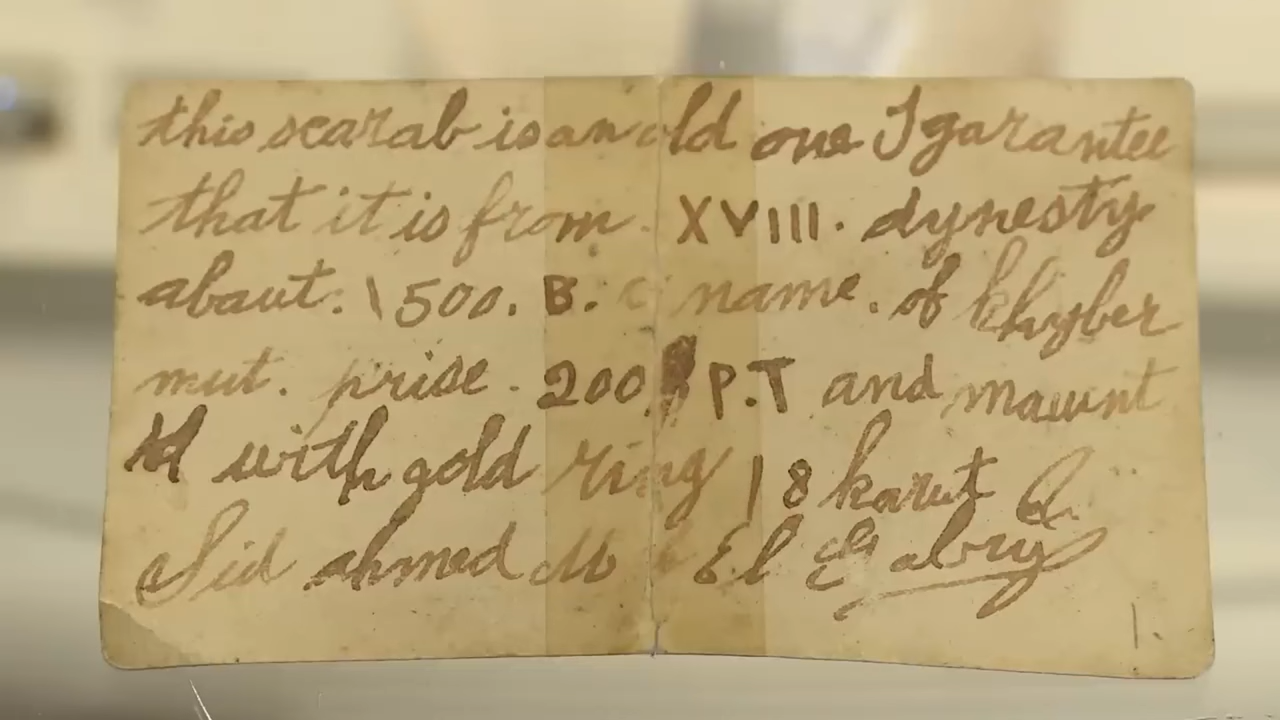 this scarab is an old one I garantee
that it is from. XVIII. dynesty
abaut. 1500. B. C name. of khyber
mut. prise. 200. P.T and mawnt
with gold ring 18 karut
Sid ahmed M El Gabry